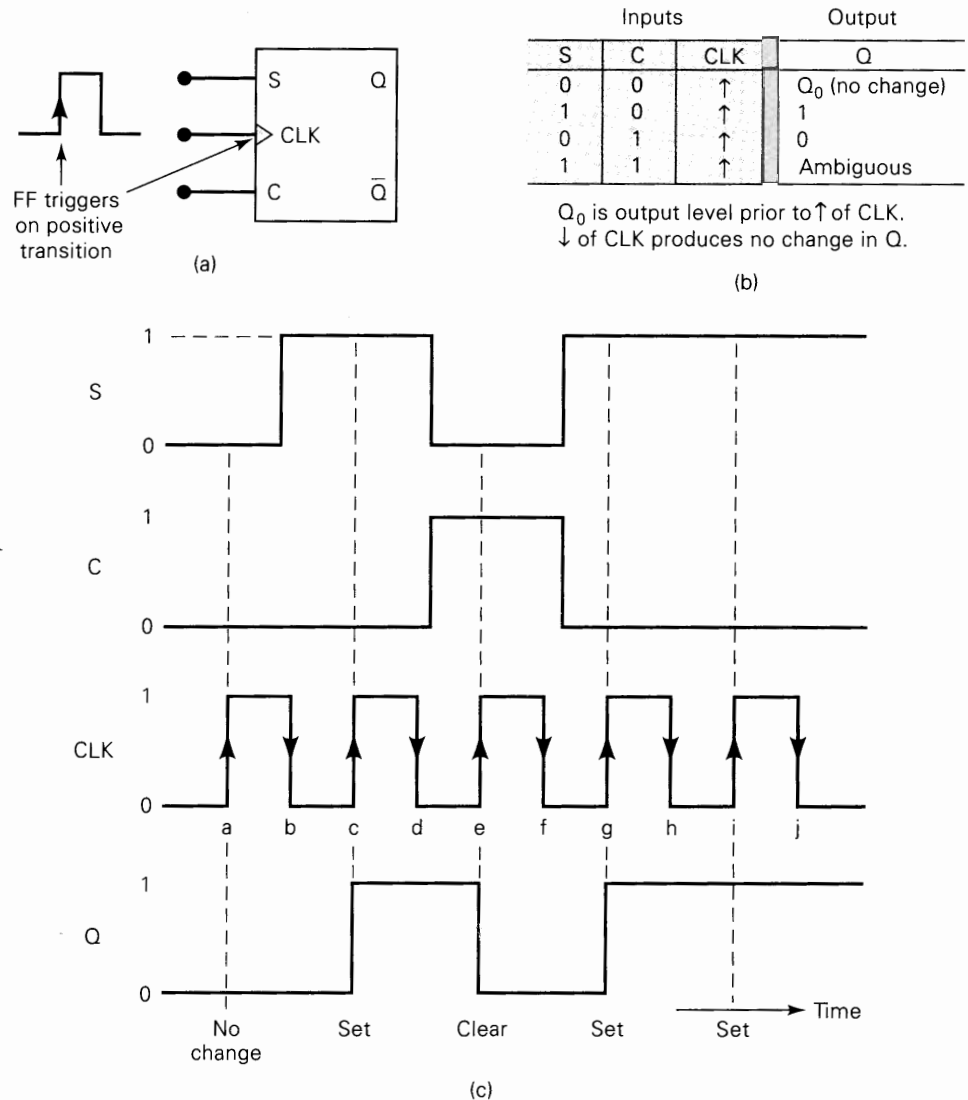 S Q
CLK
C Q̅
FF triggers
on positive
transition
(a)
Inputs Output
S C CLK Q
0 0 ↑ Q₀ (no change)
1 0 ↑ 1
0 1 ↑ 0
1 1 ↑ Ambiguous
Q₀ is output level prior to ↑ of CLK.
↓ of CLK produces no change in Q.
(b)
1
S
0
1
C
0
1
CLK
0
a b c d e f g h i j
1
Q
0
Time
No change
Set
Clear
Set
Set
(c)